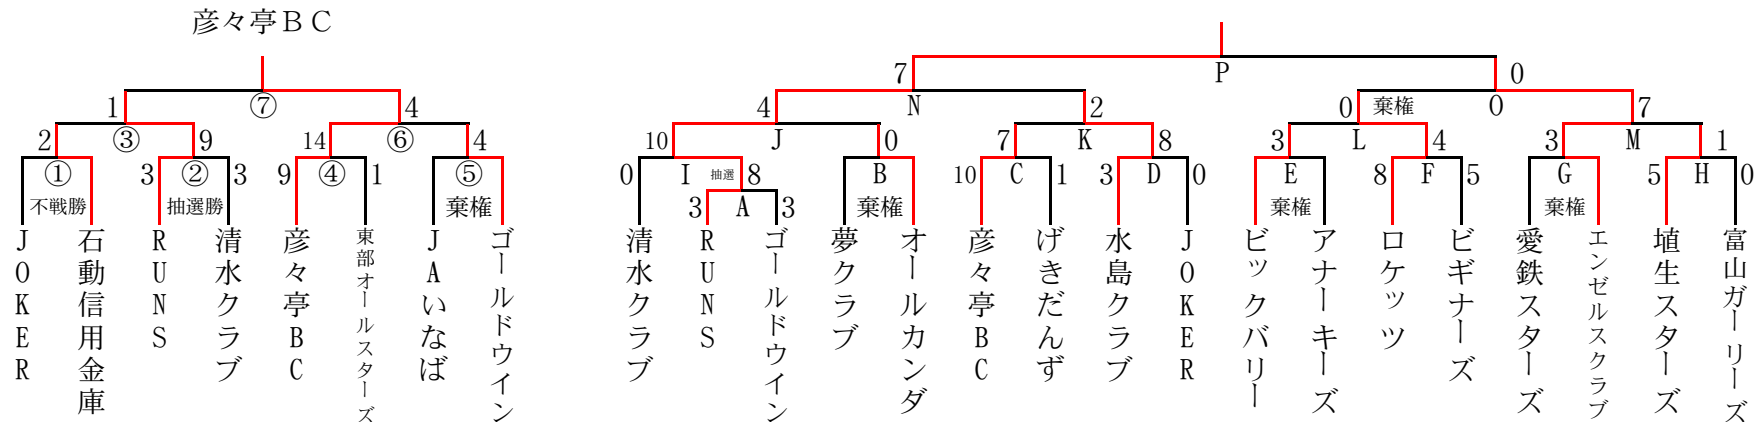 彦々亭ＢＣ
7 P 0
1 ⑦ 4
4 N 2
0 棄権 O 7
2 ③ 9
14 ⑥ 4
10 J 0
7 K 8
3 L 4
3 M 1
① 3 ② 3
9 ④ 1 ⑤
0 I 抽選 8
B
10 C 1
3 D 0
E
8 F 5
G
5 H 0
不戦勝
抽選勝
棄権
3 A 3
棄権
棄権
棄権
JOKER
石動信用金庫
RUNS
清水クラブ
彦々亭BC
東部オールスターズ
JAいなば
ゴールドウイン
清水クラブ
RUNS
ゴールドウイン
夢クラブ
オールカンダ
彦々亭BC
げきだんず
水島クラブ
JOKER
ビックバリー
アナーキーズ
ロケッツ
ビギナーズ
愛鉄スターズ
エンゼルスクラブ
埴生スターズ
富山ガーリーズ